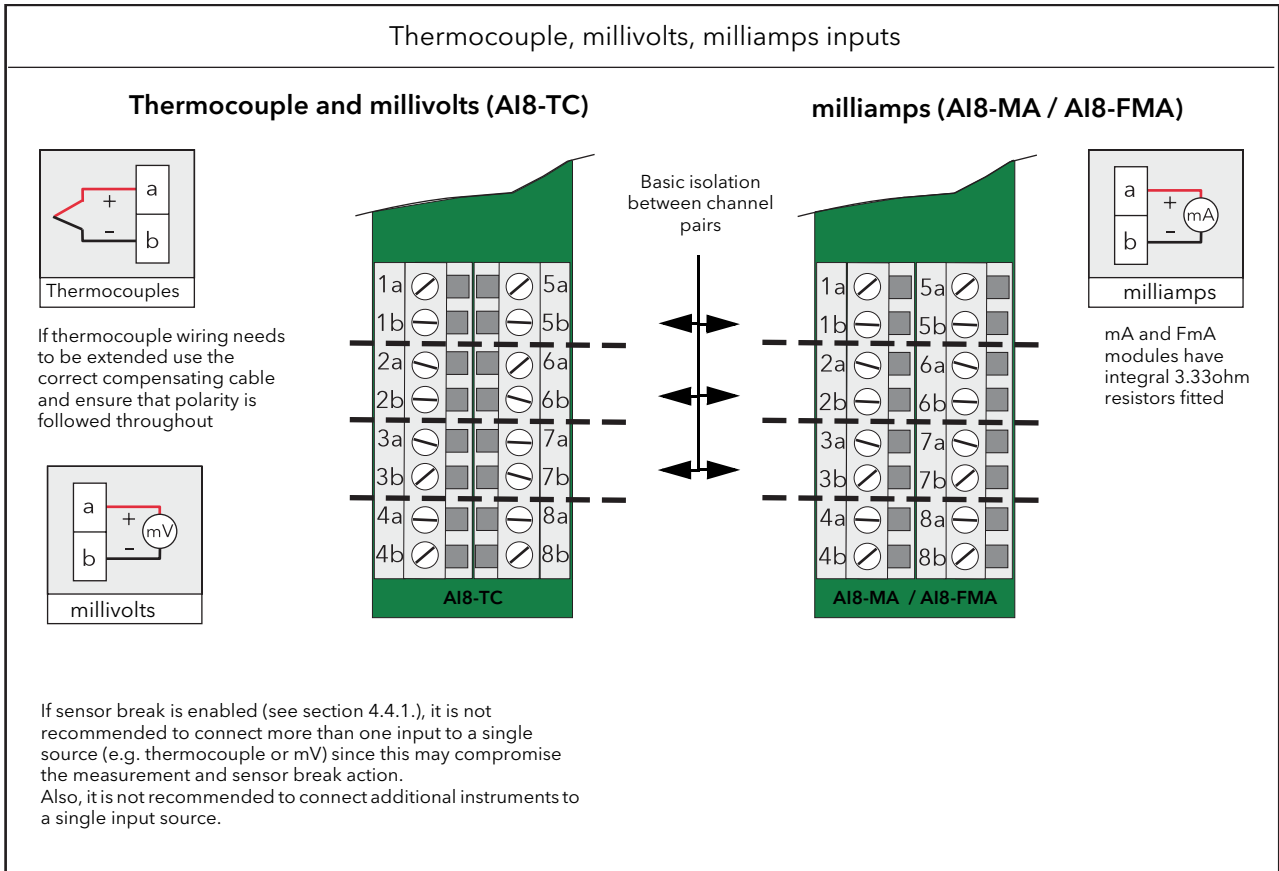 Thermocouple, millivolts, milliamps inputs
Thermocouple and millivolts (AI8-TC)
a
+
–
b
Thermocouples
If thermocouple wiring needs
to be extended use the
correct compensating cable
and ensure that polarity is
followed throughout
a
+
mV
–
b
millivolts
1a 5a
1b 5b
2a 6a
2b 6b
3a 7a
3b 7b
4a 8a
4b 8b
AI8-TC
Basic isolation
between channel
pairs
milliamps (AI8-MA / AI8-FMA)
1a 5a
1b 5b
2a 6a
2b 6b
3a 7a
3b 7b
4a 8a
4b 8b
AI8-MA / AI8-FMA
a
+
mA
–
b
milliamps
mA and FmA
modules have
integral 3.33ohm
resistors fitted
If sensor break is enabled (see section 4.4.1.), it is not
recommended to connect more than one input to a single
source (e.g. thermocouple or mV) since this may compromise
the measurement and sensor break action.
Also, it is not recommended to connect additional instruments to
a single input source.